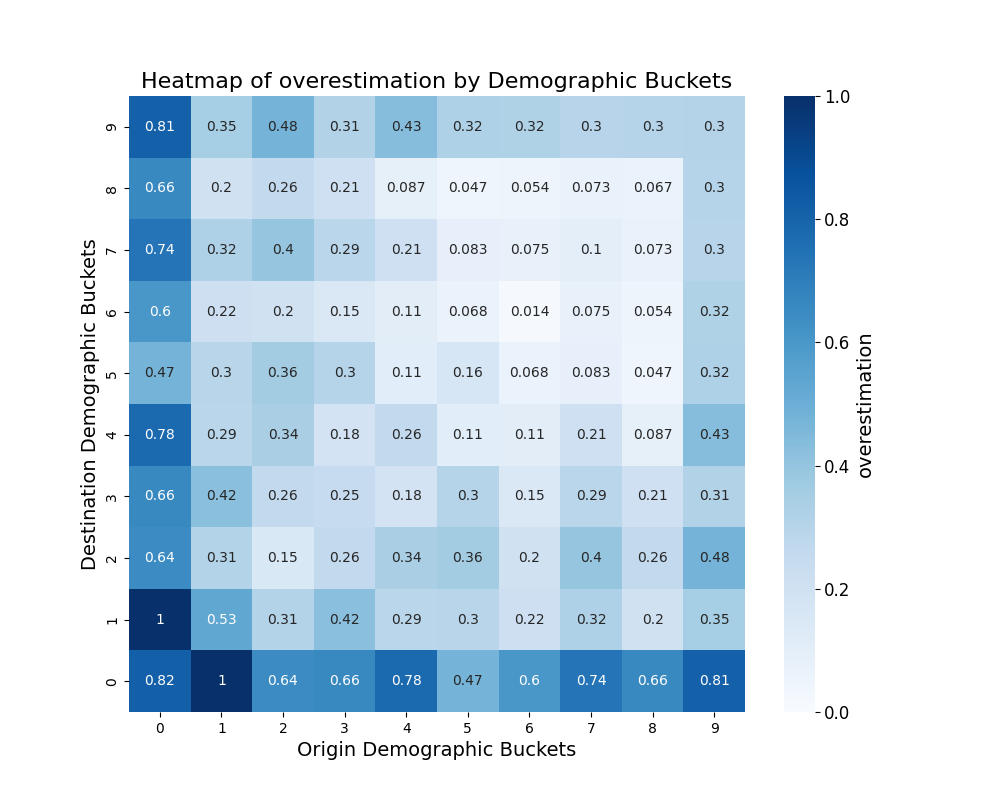 Heatmap of overestimation by Demographic Buckets
9 0.81 0.35 0.48 0.31 0.43 0.32 0.32 0.3 0.3 0.3
8 0.66 0.2 0.26 0.21 0.087 0.047 0.054 0.073 0.067 0.3
7 0.74 0.32 0.4 0.29 0.21 0.083 0.075 0.1 0.073 0.3
6 0.6 0.22 0.2 0.15 0.11 0.068 0.014 0.075 0.054 0.32
5 0.47 0.3 0.36 0.3 0.11 0.16 0.068 0.083 0.047 0.32
4 0.78 0.29 0.34 0.18 0.26 0.11 0.11 0.21 0.087 0.43
3 0.66 0.42 0.26 0.25 0.18 0.3 0.15 0.29 0.21 0.31
2 0.64 0.31 0.15 0.26 0.34 0.36 0.2 0.4 0.26 0.48
1 1 0.53 0.31 0.42 0.29 0.3 0.22 0.32 0.2 0.35
0 0.82 1 0.64 0.66 0.78 0.47 0.6 0.74 0.66 0.81
0 1 2 3 4 5 6 7 8 9
Origin Demographic Buckets
Destination Demographic Buckets
1.0
0.8
0.6
0.4
0.2
0.0
overestimation